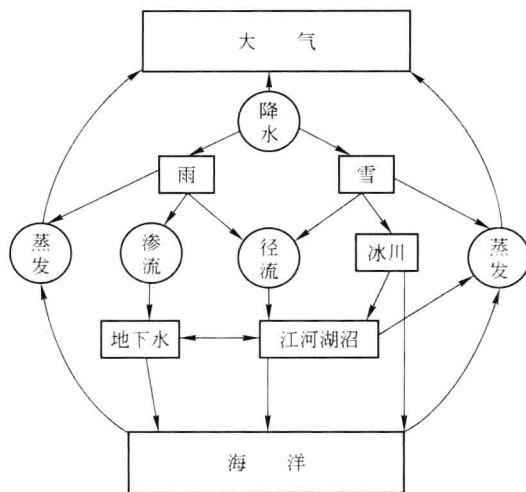 大气
降水
雨
雪
蒸发
渗流
径流
冰川
蒸发
地下水
江河湖沼
海洋